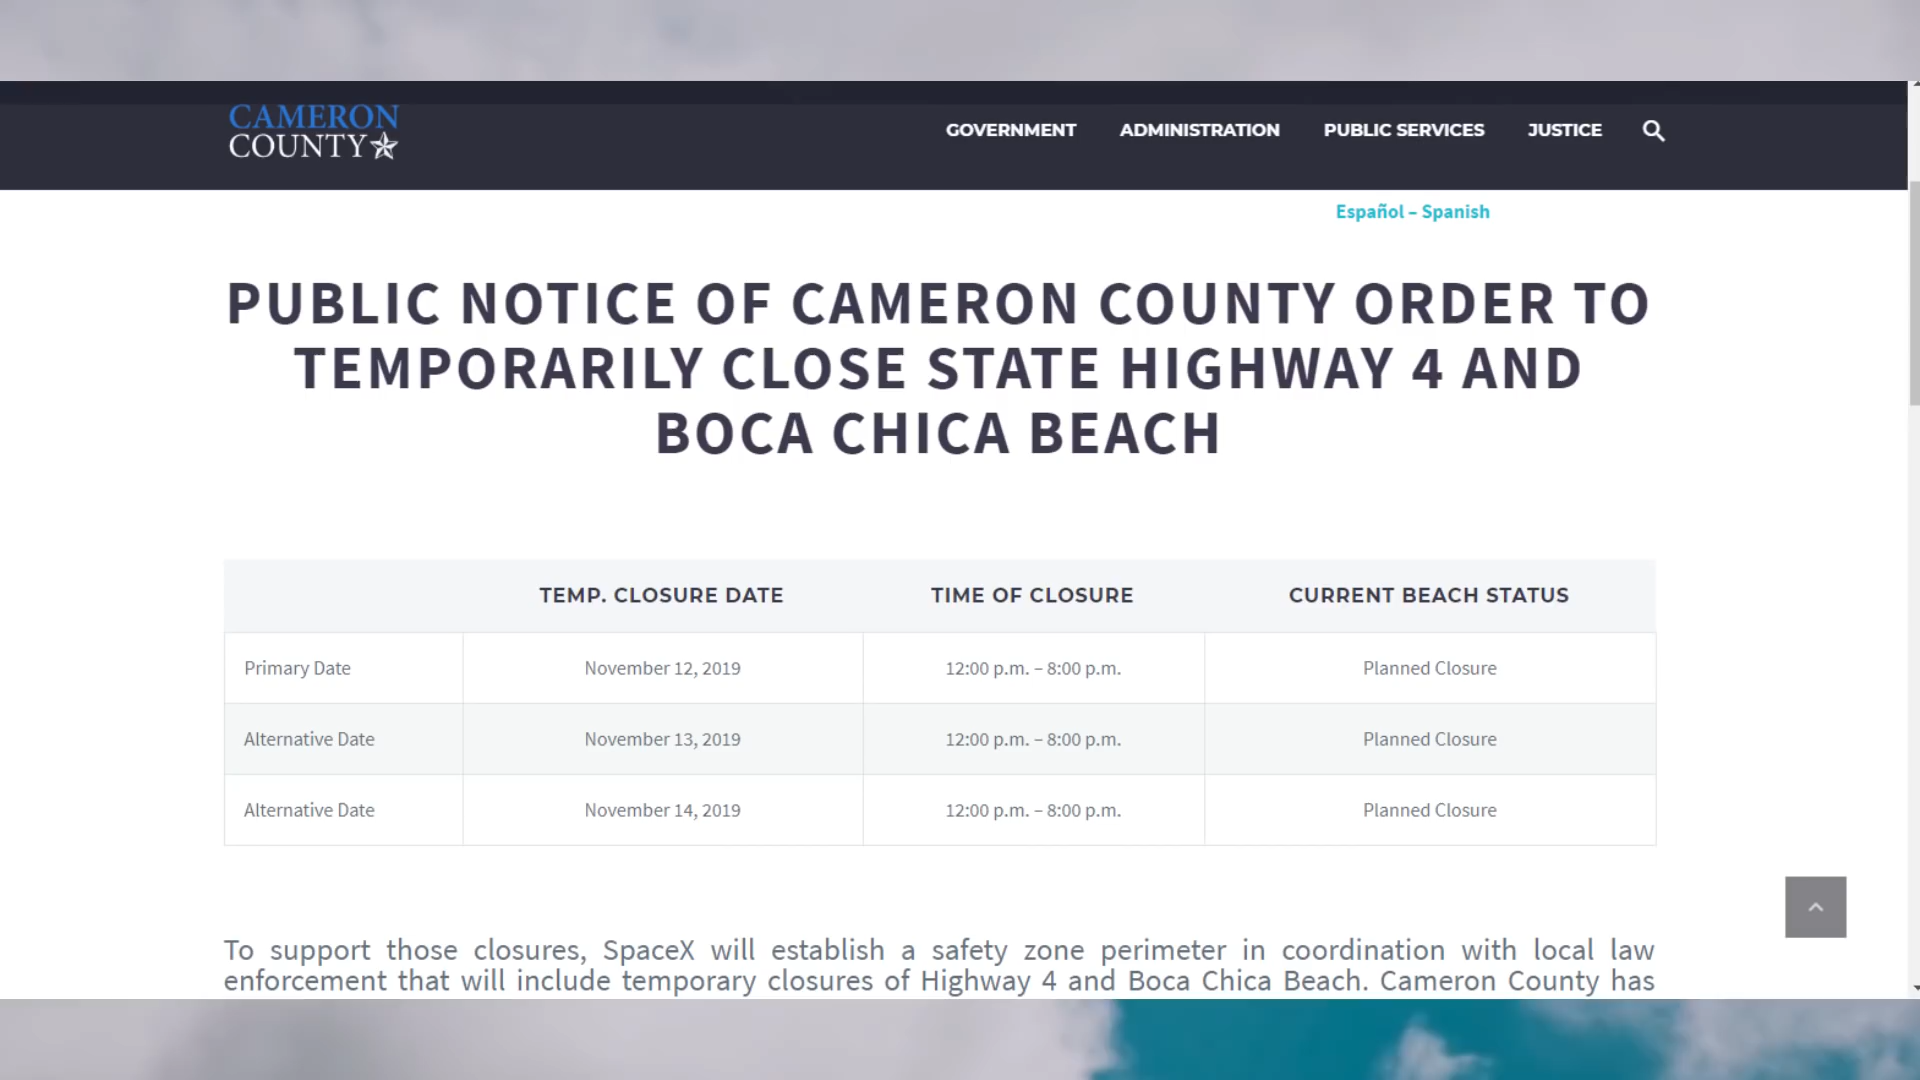 CAMERON
COUNTY
GOVERNMENT ADMINISTRATION PUBLIC SERVICES JUSTICE
Español – Spanish
PUBLIC NOTICE OF CAMERON COUNTY ORDER TO
TEMPORARILY CLOSE STATE HIGHWAY 4 AND
BOCA CHICA BEACH
TEMP. CLOSURE DATE TIME OF CLOSURE CURRENT BEACH STATUS
Primary Date November 12, 2019 12:00 p.m. – 8:00 p.m. Planned Closure
Alternative Date November 13, 2019 12:00 p.m. – 8:00 p.m. Planned Closure
Alternative Date November 14, 2019 12:00 p.m. – 8:00 p.m. Planned Closure
To support those closures, SpaceX will establish a safety zone perimeter in coordination with local law
enforcement that will include temporary closures of Highway 4 and Boca Chica Beach. Cameron County has